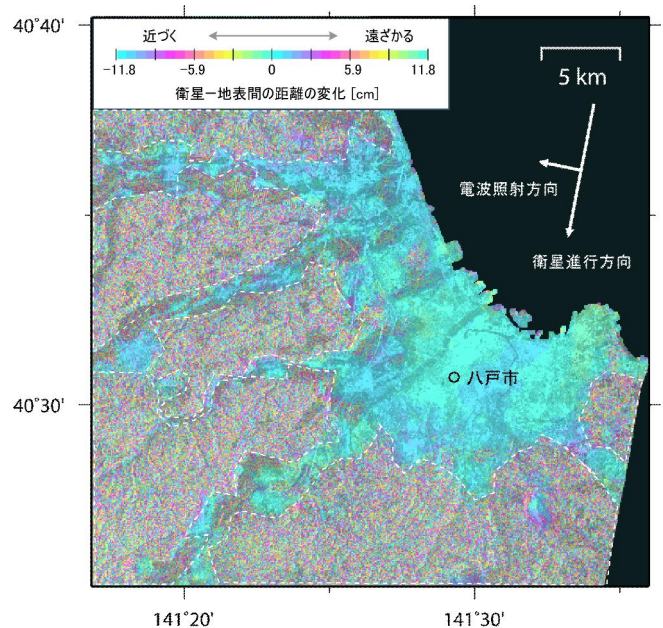 近づく 遠ざかる
-11.8 -5.9 0 5.9 11.8
衛星ー地表間の距離の変化 [cm]
5 km
電波照射方向
衛星進行方向
八戸市
40˚40'
40˚30'
141˚20' 141˚30'